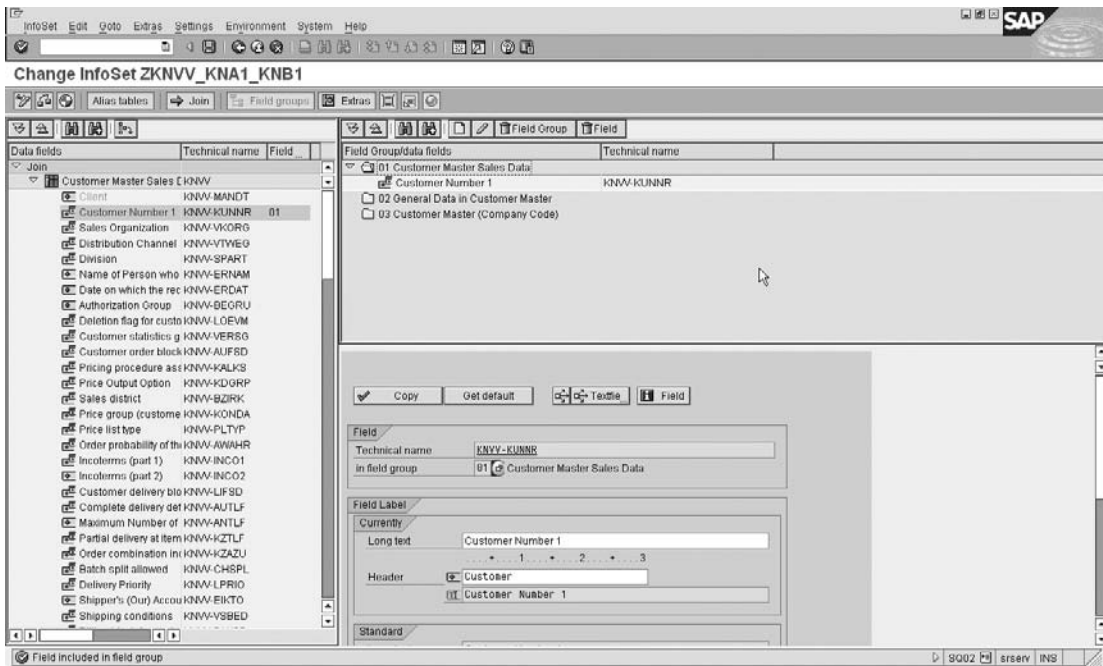 InfoSet Edit Goto Extras Settings Environment System Help
SAP
Change InfoSet ZKNVV_KNA1_KNB1
Alias tables Join Field groups Extras
Field Group Field
Data fields Technical name Field
Field Group/data fields Technical name
Join
01 Customer Master Sales Data
Customer Master Sales D KNVV
Customer Number 1 KNVV-KUNNR
Client KNVV-MANDT
02 General Data in Customer Master
Customer Number 1 KNVV-KUNNR 01
03 Customer Master (Company Code)
Sales Organization KNVV-VKORG
Distribution Channel KNVV-VTWEG
Division KNVV-SPART
Name of Person who KNVV-ERNAM
Date on which the rec KNVV-ERDAT
Authorization Group KNVV-BEGRU
Deletion flag for custo KNVV-LOEVM
Customer statistics g KNVV-VERSG
Customer order block KNVV-AUFSD
Pricing procedure ass KNVV-KALKS
Price Output Option KNVV-KDGRP
Sales district KNVV-BZIRK
Price group (custome KNVV-KONDA
Price list type KNVV-PLTYP
Order probability of the KNVV-AWAHR
Incoterms (part 1) KNVV-INCO1
Incoterms (part 2) KNVV-INCO2
Customer delivery blo KNVV-LIFSD
Complete delivery def KNVV-AUTLF
Maximum Number of KNVV-ANTLF
Partial delivery at item KNVV-KZTLF
Order combination ind KNVV-KZAZU
Batch split allowed KNVV-CHSPL
Delivery Priority KNVV-LPRIO
Shipper's (Our) Accou KNVV-EIKTO
Shipping conditions KNVV-VSBED
Copy Get default Textfie_ Field
Field
Technical name KNVV-KUNNR
in field group 01 Customer Master Sales Data
Field Label
Currently
Long text Customer Number 1
....+....1....+....2....+....3
Header Customer
Customer Number 1
Standard
Field included in field group
SQ02 srserv INS